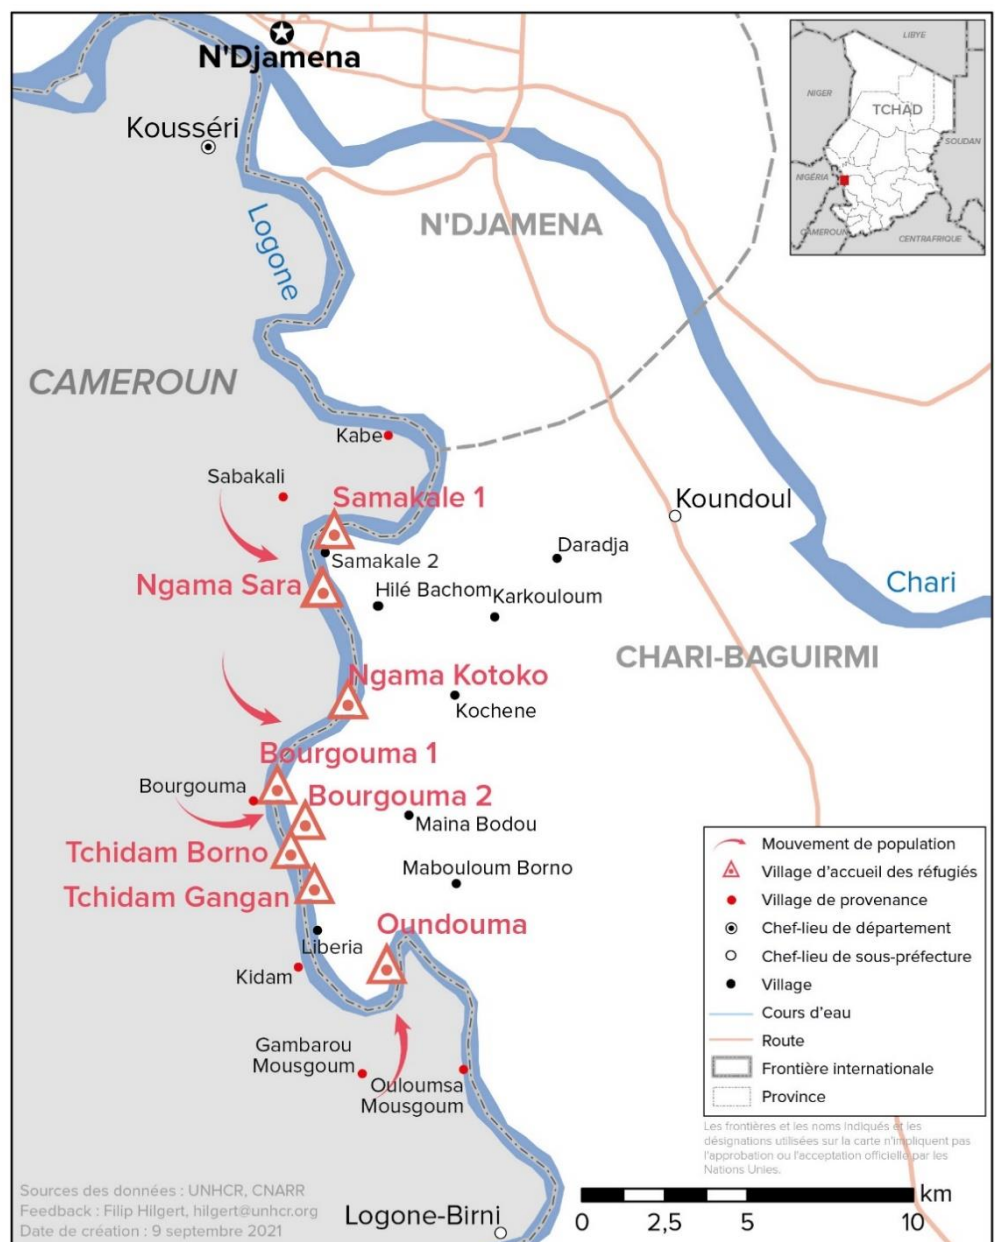 N'Djamena
LIBYE
NIGER
TCHAD
SOUDAN
NIGÉRIA
CAMEROUN
CENTRAFRIQUE
Kousséri
Logone
N'DJAMENA
CAMEROUN
Kabe
Sabakali
Samakale 1
Koundoul
Samakale 2
Daradja
Ngama Sara
Hilé Bachom
Karkouloum
Chari
CHARI-BAGUIRMI
Ngama Kotoko
Kochene
Bourgouma 1
Bourgouma
Bourgouma 2
Maina Bodou
Tchidam Borno
Mabouloum Borno
Tchidam Gangan
Oundouma
Liberia
Kidam
Gambarou
Mousgoum
Ouloumsa
Mousgoum
Logone-Birni
Mouvement de population
Village d'accueil des réfugiés
Village de provenance
Chef-lieu de département
Chef-lieu de sous-préfecture
Village
Cours d'eau
Route
Frontière internationale
Province
Les frontières et les noms indiqués et les
désignations utilisées sur la carte n'impliquent pas
l'approbation ou l'acceptation officielle par les
Nations Unies.
Sources des données : UNHCR, CNARR
Feedback : Filip Hilgert, hilgert@unhcr.org
Date de création : 9 septembre 2021
km
0 2,5 5 10